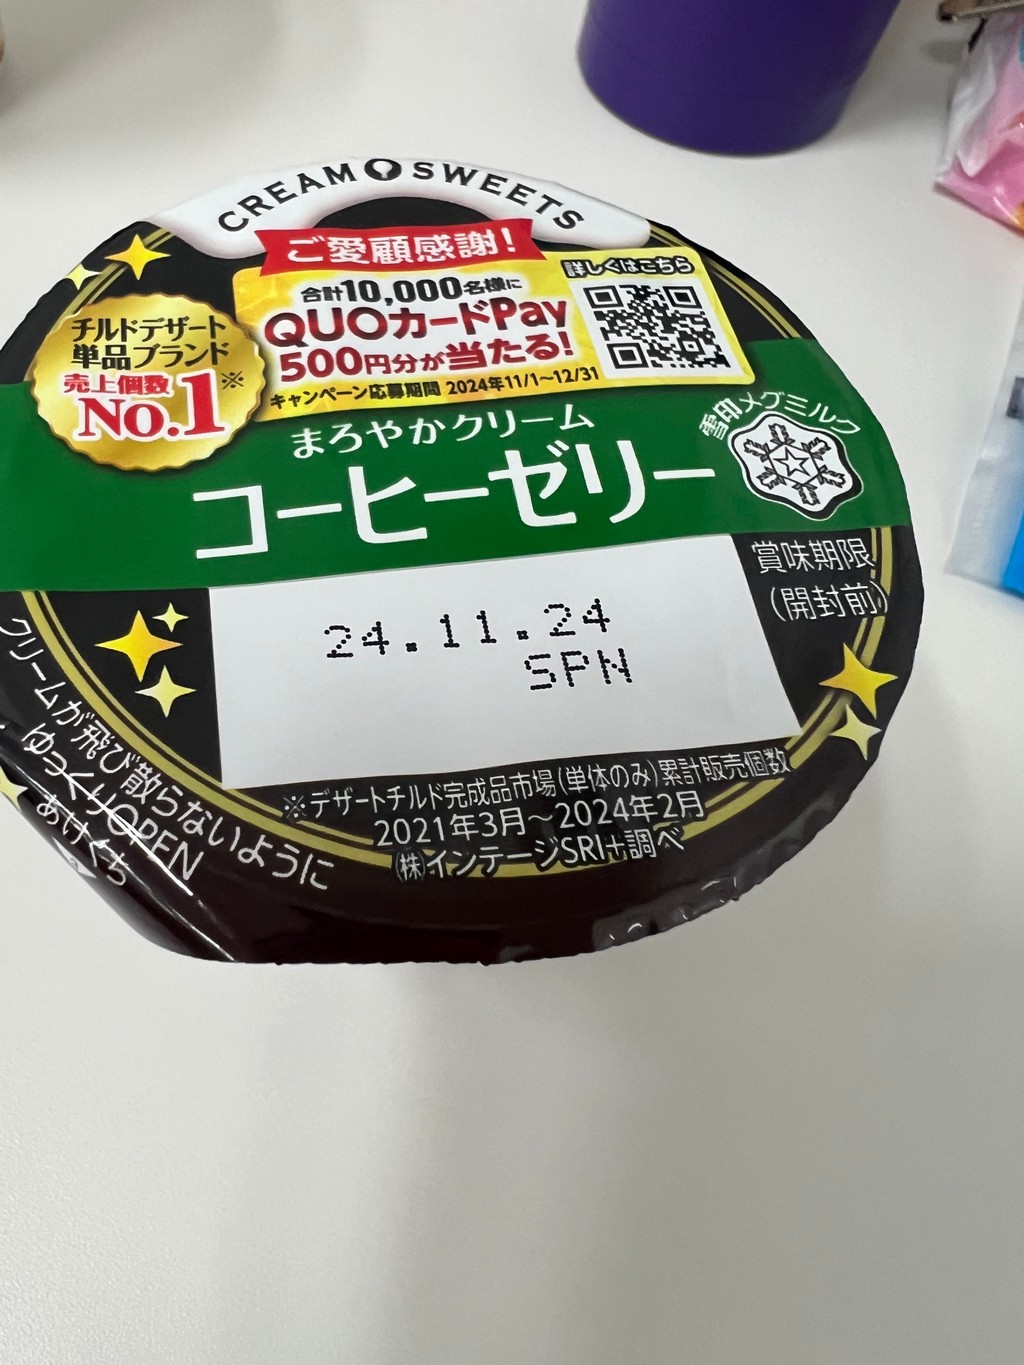 CREAM SWEETS
ご愛顧感謝!
詳しくはこちら
合計10,000名様に
QUOカードPay
500円分が当たる!
キャンペーン応募期間 2024年11/1〜12/31
チルドデザート
単品ブランド
売上個数※
No.1
まろやかクリーム
コーヒーゼリー
雪印メグミルク
賞味期限
(開封前)
24.11.24
SPN
※デザートチルド完成品市場(単体のみ)累計販売個数
2021年3月〜2024年2月
㈱インテージSRI+調べ
クリームが飛び散らないように
ゆっくりOPEN
あけくち